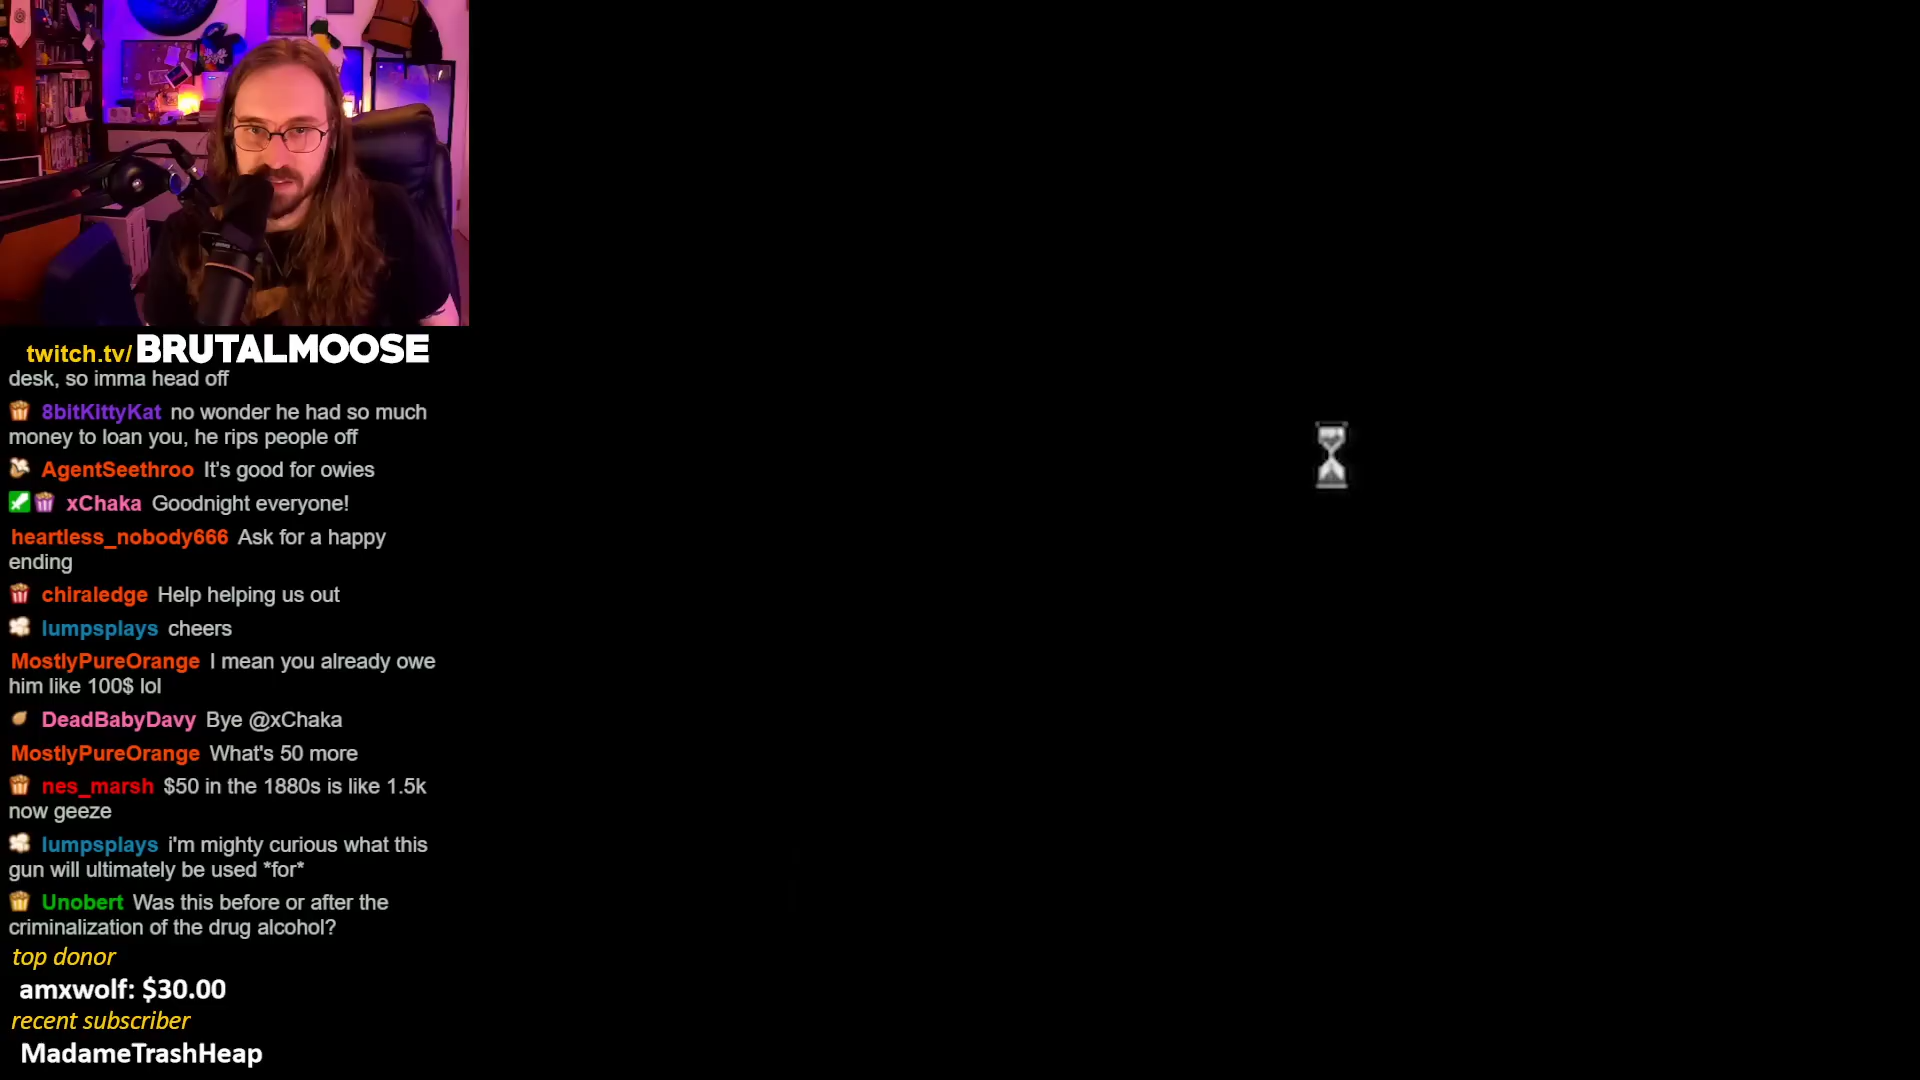 twitch.tv/BRUTALMOOSE
desk, so imma head off
8bitKittyKat no wonder he had so much
money to loan you, he rips people off
AgentSeethroo It's good for owies
xChaka Goodnight everyone!
heartless_nobody666 Ask for a happy
ending
chiraledge Help helping us out
lumpsplays cheers
MostlyPureOrange I mean you already owe
him like 100$ lol
DeadBabyDavy Bye @xChaka
MostlyPureOrange What's 50 more
nes_marsh $50 in the 1880s is like 1.5k
now geeze
lumpsplays i'm mighty curious what this
gun will ultimately be used *for*
Unobert Was this before or after the
criminalization of the drug alcohol?
top donor
amxwolf: $30.00
recent subscriber
MadameTrashHeap